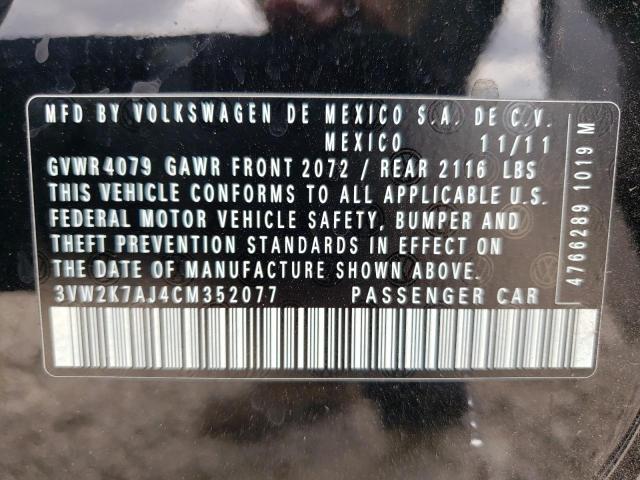 MFD BY VOLKSWAGEN DE MEXICO S.A. DE C.V.
MEXICO 11/11
GVWR4079 GAWR FRONT 2072 / REAR 2116 LBS
THIS VEHICLE CONFORMS TO ALL APPLICABLE U.S.
FEDERAL MOTOR VEHICLE SAFETY, BUMPER AND
THEFT PREVENTION STANDARDS IN EFFECT ON
THE DATE OF MANUFACTURE SHOWN ABOVE.
3VW2K7AJ4CM352077 PASSENGER CAR
4766289 1019 M